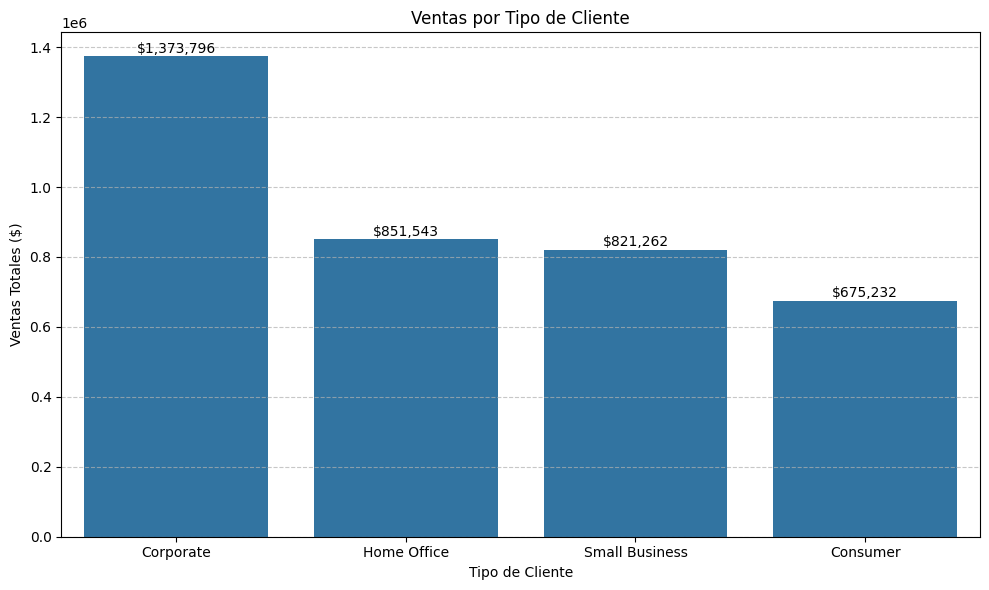 Ventas por Tipo de Cliente
1e6
1.4
1.2
1.0
0.8
0.6
0.4
0.2
0.0
Ventas Totales ($)
$1,373,796
$851,543
$821,262
$675,232
Corporate
Home Office
Small Business
Consumer
Tipo de Cliente